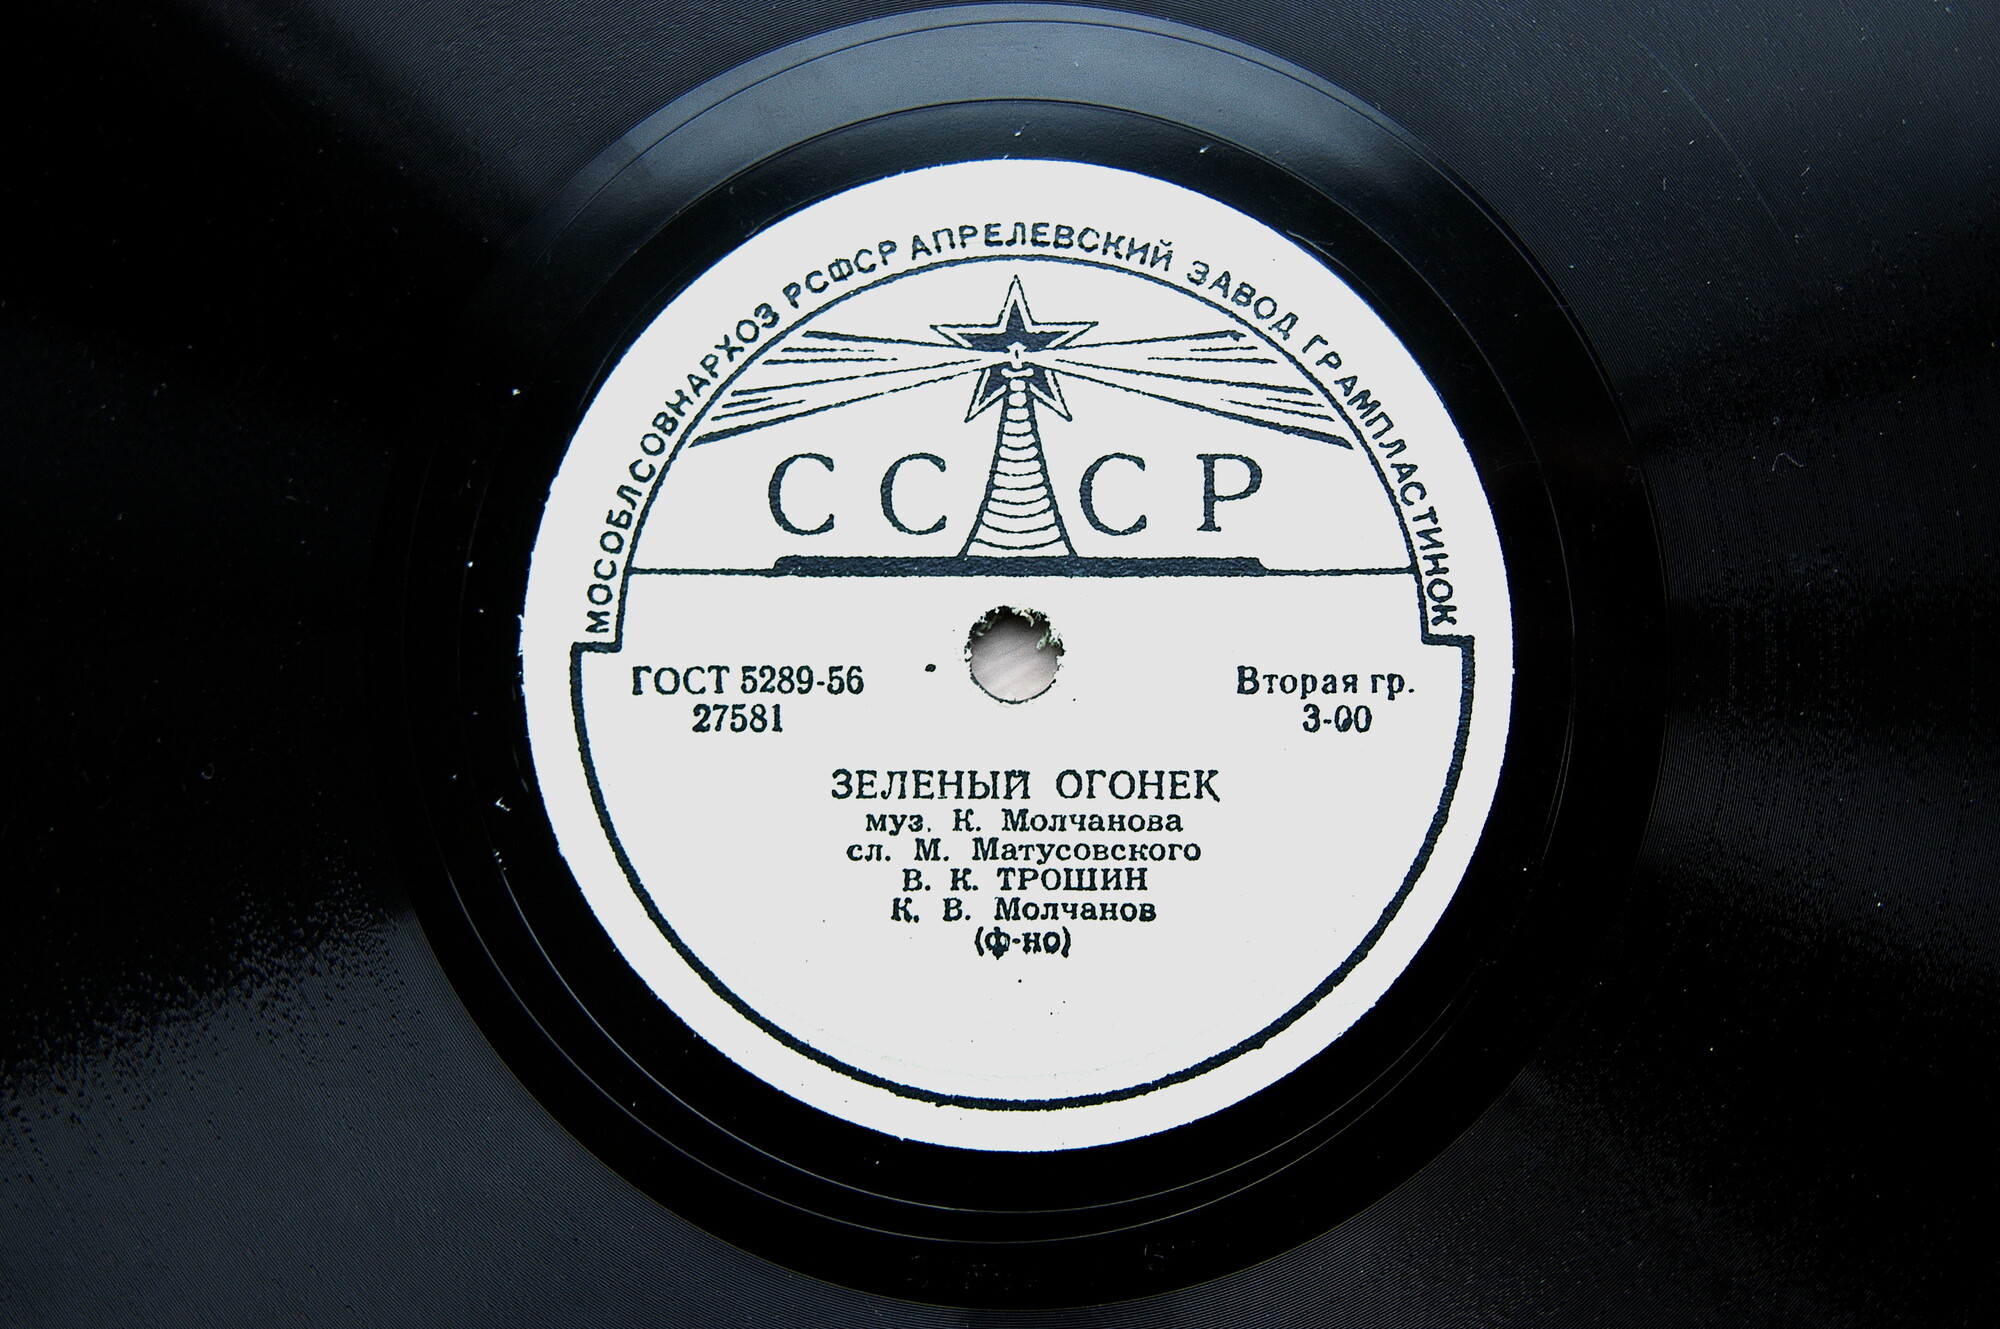 МОСОБЛСОВНАРХОЗ РСФСР АПРЕЛЕВСКИЙ ЗАВОД ГРАМПЛАСТИНОК
СССР
ГОСТ 5289-56
27581
Вторая гр.
3-00
ЗЕЛЕНЫЙ ОГОНЕК
муз. К. Молчанова
сл. М. Матусовского
В. К. ТРОШИН
К. В. Молчанов
(ф-но)